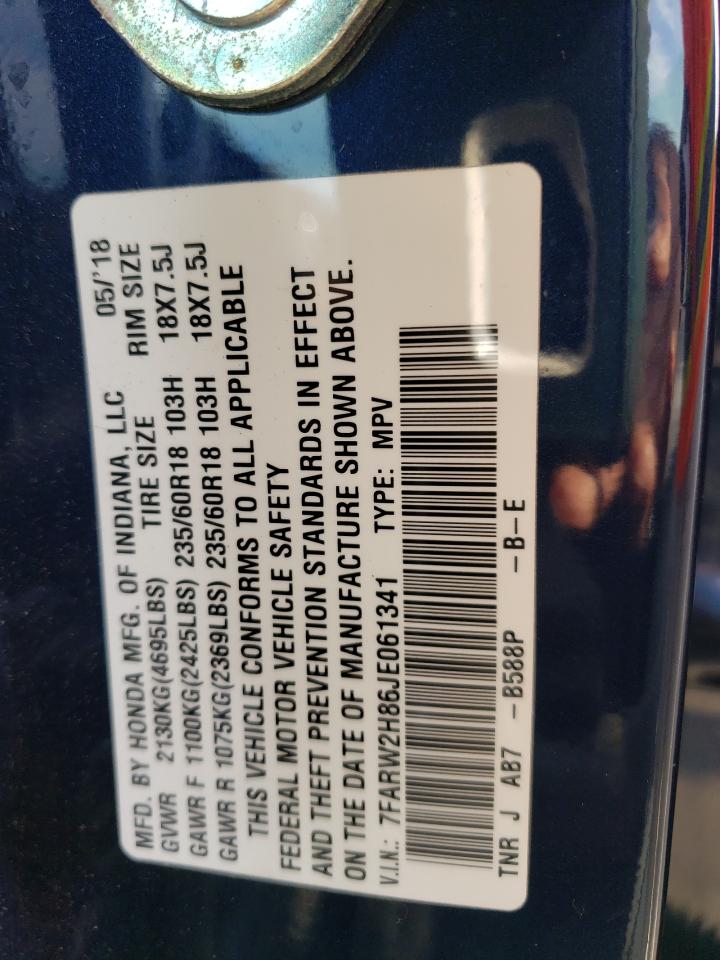 MFD. BY HONDA MFG. OF INDIANA, LLC 05/'18
GVWR 2130KG(4695LBS) TIRE SIZE RIM SIZE
GAWR F 1100KG(2425LBS) 235/60R18 103H 18X7.5J
GAWR R 1075KG(2369LBS) 235/60R18 103H 18X7.5J
THIS VEHICLE CONFORMS TO ALL APPLICABLE
FEDERAL MOTOR VEHICLE SAFETY
AND THEFT PREVENTION STANDARDS IN EFFECT
ON THE DATE OF MANUFACTURE SHOWN ABOVE.
V.I.N.: 7FARW2H86JE061341 TYPE: MPV
TNR J AB7 -B588P -B-E